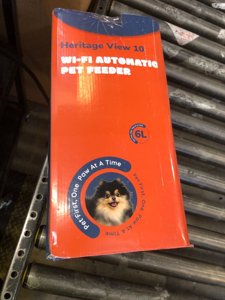 Heritage View 10
WI-FI AUTOMATIC
PET FEEDER
6L
Pet First, One Paw At A Time
Pet First, One Paw At A Time